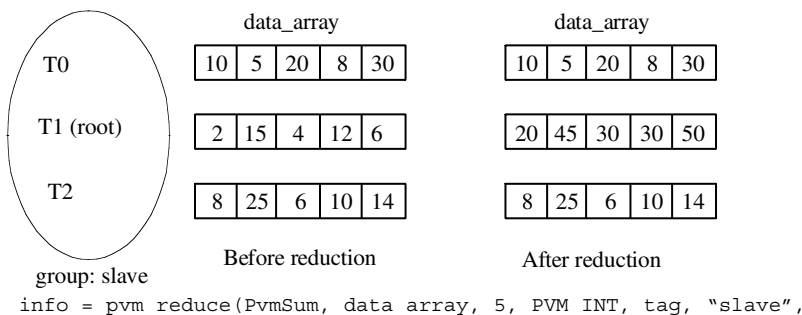 data_array data_array
T0 10 5 20 8 30 10 5 20 8 30
T1 (root) 2 15 4 12 6 20 45 30 30 50
T2 8 25 6 10 14 8 25 6 10 14
Before reduction After reduction
group: slave
info = pvm reduce(PvmSum, data array, 5, PVM INT, tag, “slave”,